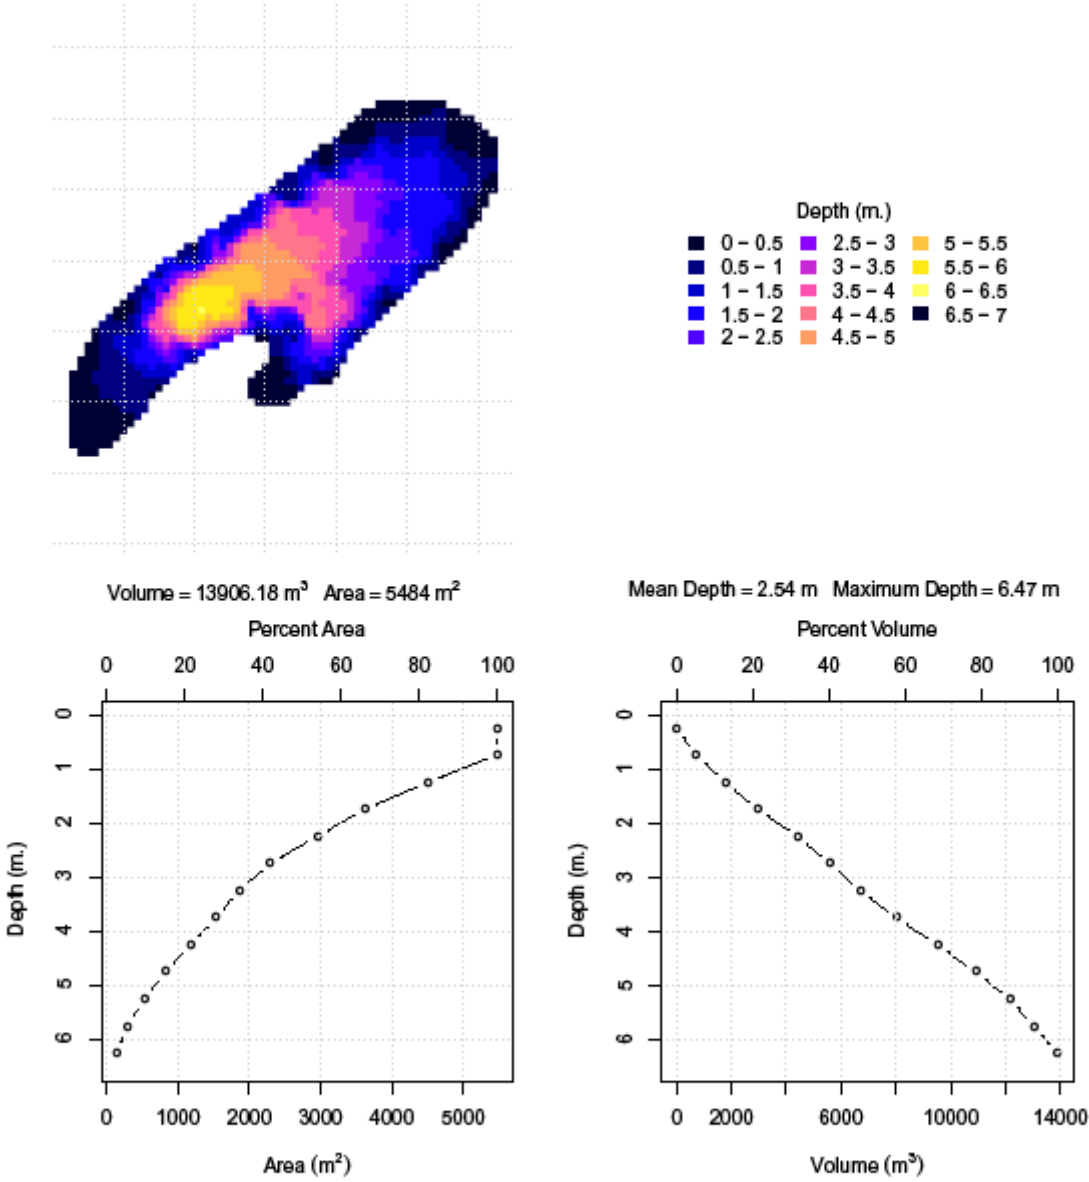 Depth (m.)
0 – 0.5 2.5 – 3 5 – 5.5
0.5 – 1 3 – 3.5 5.5 – 6
1 – 1.5 3.5 – 4 6 – 6.5
1.5 – 2 4 – 4.5 6.5 – 7
2 – 2.5 4.5 – 5
Volume = 13906.18 m³ Area = 5484 m²
Mean Depth = 2.54 m Maximum Depth = 6.47 m
Percent Area
0 20 40 60 80 100
Depth (m.)
0
1
2
3
4
5
6
0 1000 2000 3000 4000 5000
Area (m²)
Percent Volume
0 20 40 60 80 100
Depth (m.)
0
1
2
3
4
5
6
0 2000 6000 10000 14000
Volume (m³)